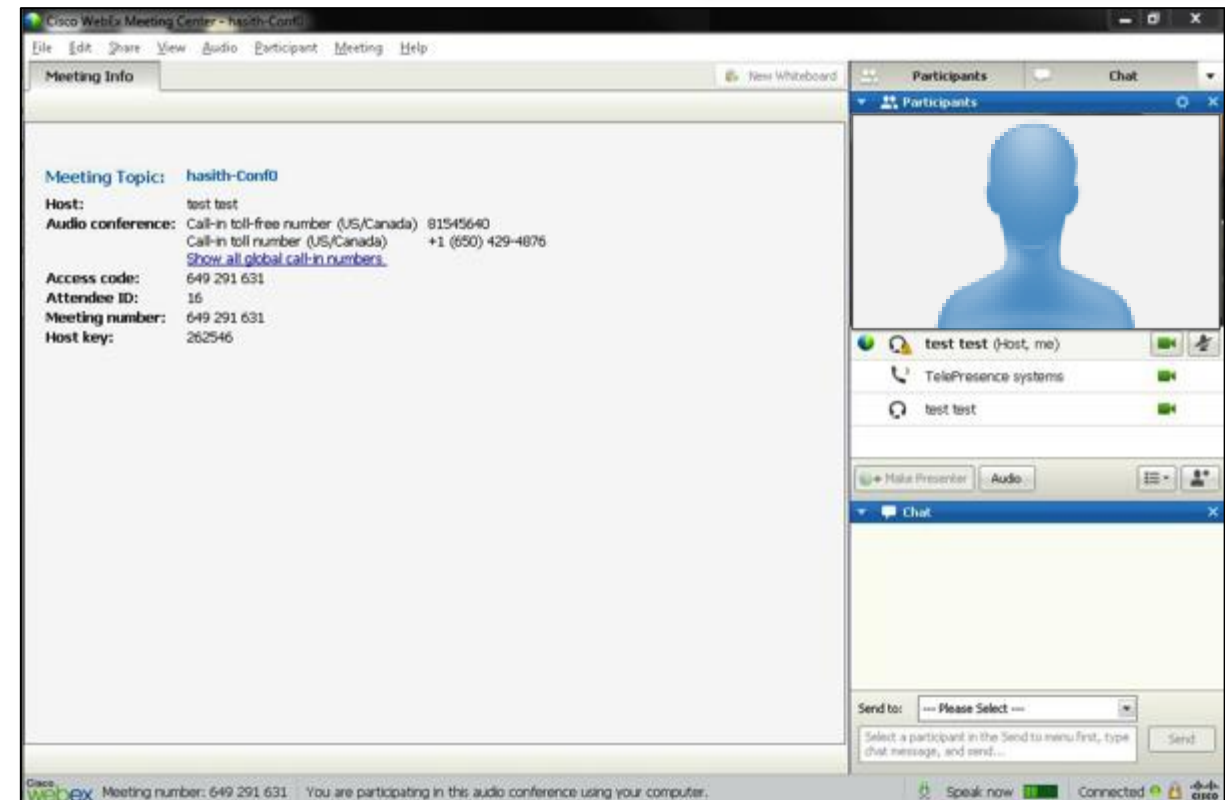 Cisco WebEx Meeting Center - hasith-Conf0
File Edit Share View Audio Participant Meeting Help
Meeting Info
New Whiteboard
Participants Chat
Participants
Meeting Topic: hasith-Conf0
Host: test test
Audio conference: Call-in toll-free number (US/Canada) 81545640
Call-in toll number (US/Canada) +1 (650) 429-4876
Show all global call-in numbers
Access code: 649 291 631
Attendee ID: 16
Meeting number: 649 291 631
Host key: 262546
test test (Host, me)
TelePresence systems
test test
Make Presenter Audio
Chat
Send to: --- Please Select ---
Select a participant in the Send to menu first, type
chat message, and send...
Send
Cisco
webex Meeting number: 649 291 631 You are participating in this audio conference using your computer.
Speak now Connected
CISCO